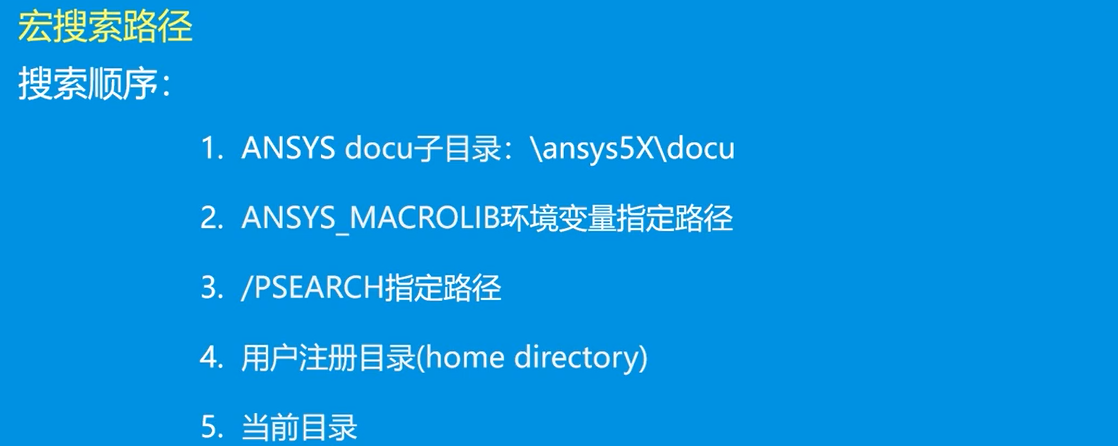 宏搜索路径
搜索顺序：
1. ANSYS docu子目录：\ansys5X\docu
2. ANSYS_MACROLIB环境变量指定路径
3. /PSEARCH指定路径
4. 用户注册目录(home directory)
5. 当前目录